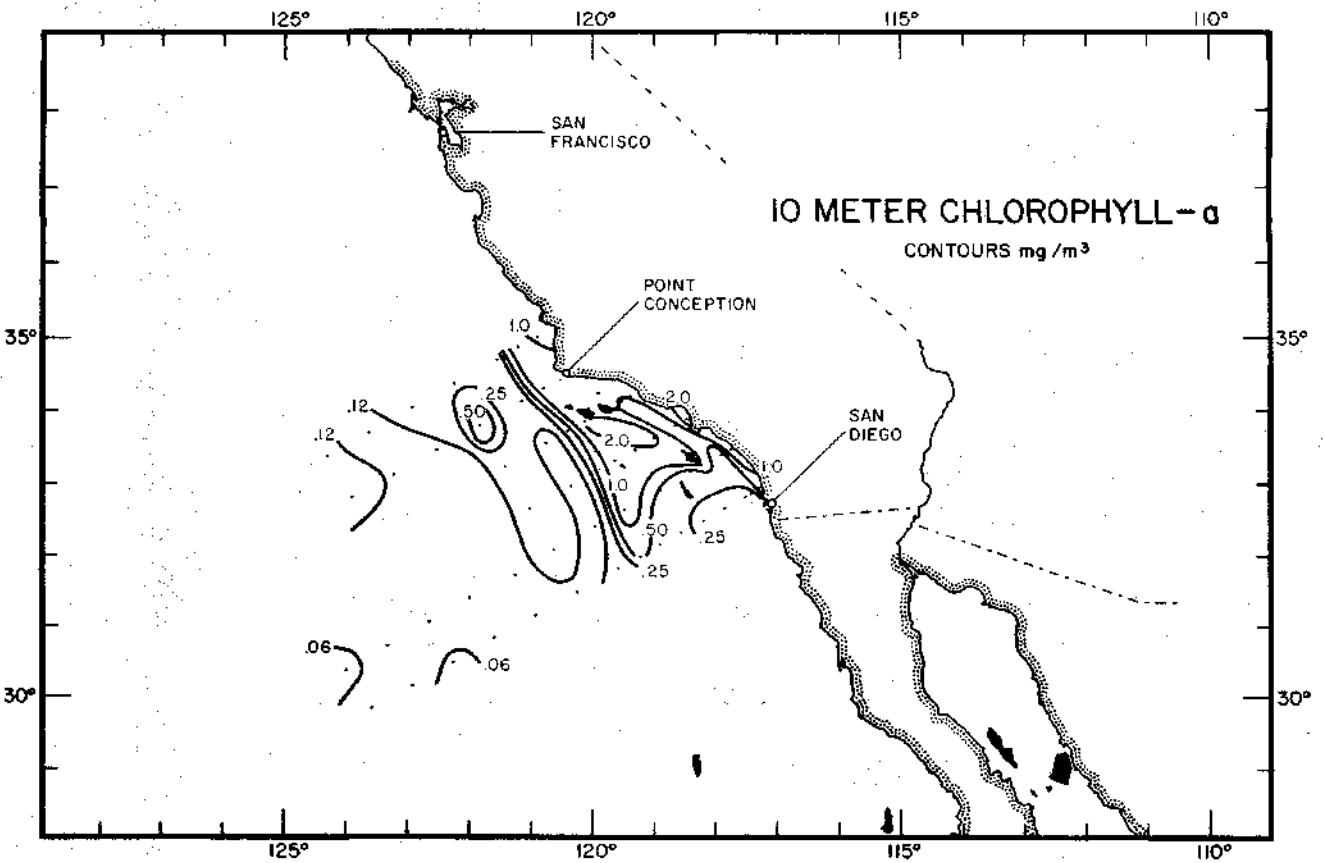 125° 120° 115° 110°
SAN
FRANCISCO
10 METER CHLOROPHYLL-a
CONTOURS mg/m³
POINT
CONCEPTION
35° 1.0 35°
.12 .25 2.0
.50
SAN
DIEGO
.12 2.0
1.0
1.0
.50 .25
.25
.06 .06
30° 30°
125° 120° 115° 110°